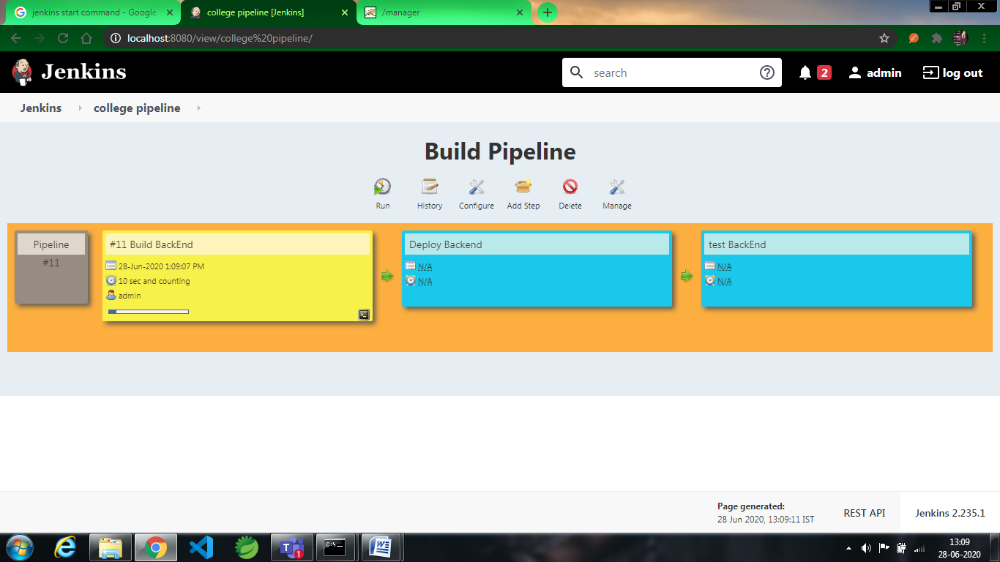 jenkins start command - Google
college pipeline [Jenkins]
/manager
localhost:8080/view/college%20pipeline/
Jenkins
search
2
admin
log out
Jenkins
college pipeline
Build Pipeline
Run
History
Configure
Add Step
Delete
Manage
Pipeline
#11
#11 Build BackEnd
28-Jun-2020 1:09:07 PM
10 sec and counting
admin
Deploy Backend
N/A
N/A
test BackEnd
N/A
N/A
Page generated:
28 Jun 2020, 13:09:11 IST
REST API
Jenkins 2.235.1
1
13:09
28-06-2020